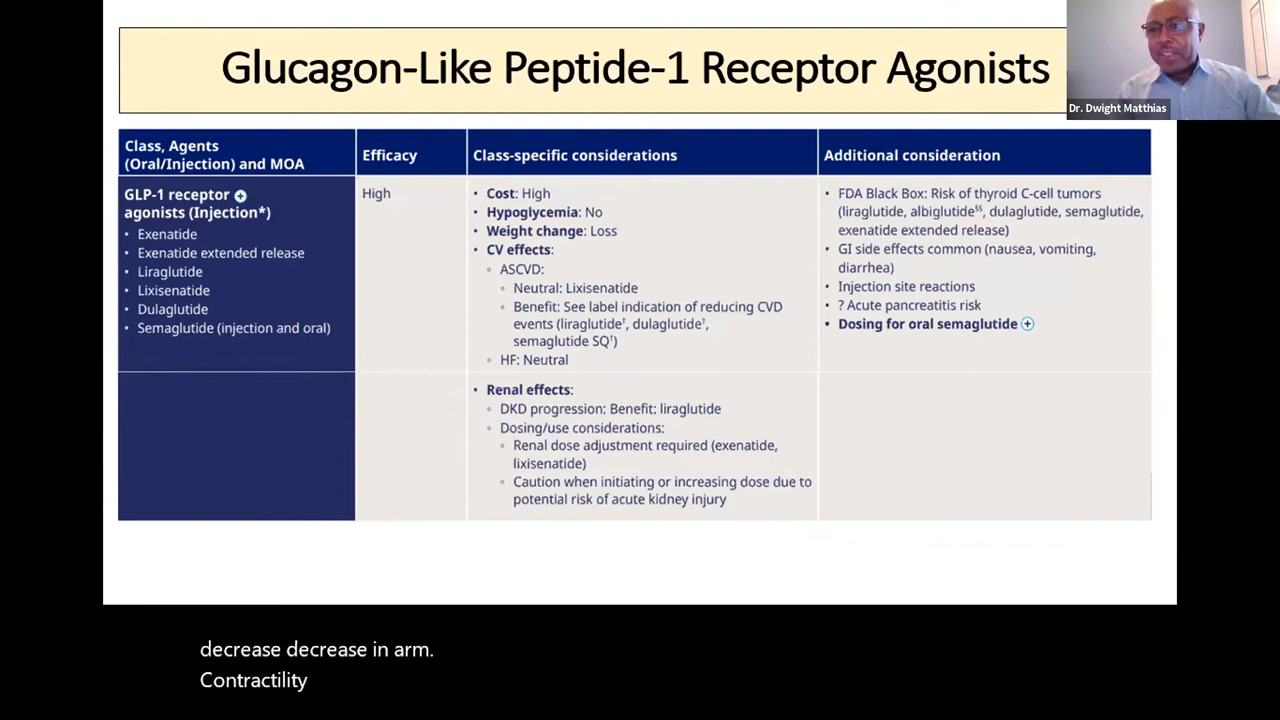 Glucagon-Like Peptide-1 Receptor Agonists
Dr. Dwight Matthias
Class, Agents
(Oral/Injection) and MOA
Efficacy
Class-specific considerations
Additional consideration
GLP-1 receptor
agonists (Injection*)
• Exenatide
• Exenatide extended release
• Liraglutide
• Lixisenatide
• Dulaglutide
• Semaglutide (injection and oral)
High
• Cost: High
• Hypoglycemia: No
• Weight change: Loss
• CV effects:
◦ ASCVD:
◦ Neutral: Lixisenatide
◦ Benefit: See label indication of reducing CVD
events (liraglutide†, dulaglutide†,
semaglutide SQ†)
◦ HF: Neutral
• FDA Black Box: Risk of thyroid C-cell tumors
(liraglutide, albiglutide§§, dulaglutide, semaglutide,
exenatide extended release)
• GI side effects common (nausea, vomiting,
diarrhea)
• Injection site reactions
• ? Acute pancreatitis risk
• Dosing for oral semaglutide
• Renal effects:
◦ DKD progression: Benefit: liraglutide
◦ Dosing/use considerations:
◦ Renal dose adjustment required (exenatide,
lixisenatide)
◦ Caution when initiating or increasing dose due to
potential risk of acute kidney injury
decrease decrease in arm.
Contractility